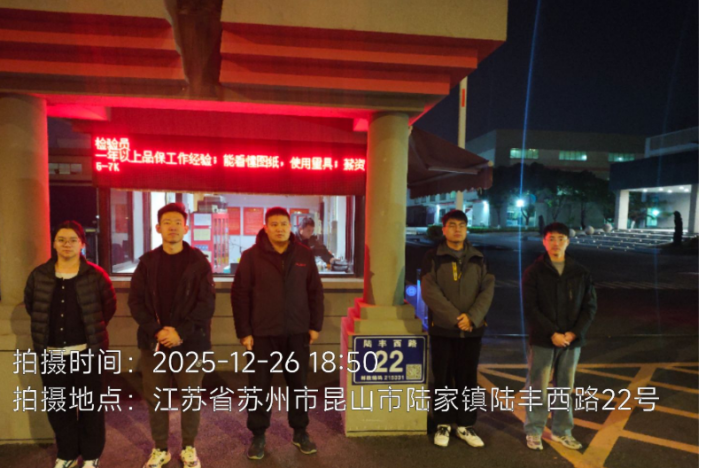 检验员
一年以上品保工作经验；能看懂图纸，使用量具；薪资
6-7K
陆丰西路
22
拍摄时间：2025-12-26 18:50
拍摄地点：江苏省苏州市昆山市陆家镇陆丰西路22号